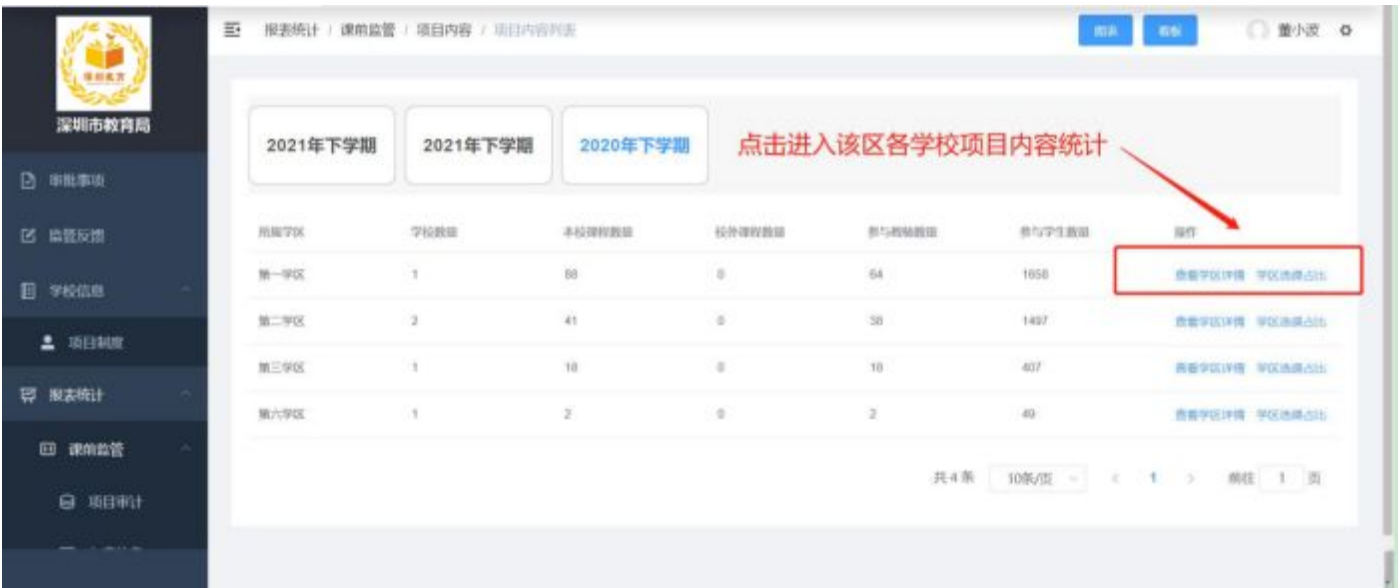 深圳市教育局
审批事项
监管反馈
学校信息
项目制度
报表统计
课前监管
项目审计
报表统计 / 课前监管 / 项目内容 / 项目内容列表
图表 看板 董小波
2021年下学期 2021年下学期 2020年下学期 点击进入该区各学校项目内容统计
所属学区 学校数量 本校课程数量 校外课程数量 参与教师数量 参与学生数量 操作
第一学区 1 88 0 64 1658 查看学区详情 学区选课占比
第二学区 2 41 0 38 1497 查看学区详情 学区选课占比
第三学区 1 18 0 18 407 查看学区详情 学区选课占比
第六学区 1 2 0 2 49 查看学区详情 学区选课占比
共 4 条 10条/页 < 1 > 前往 1 页